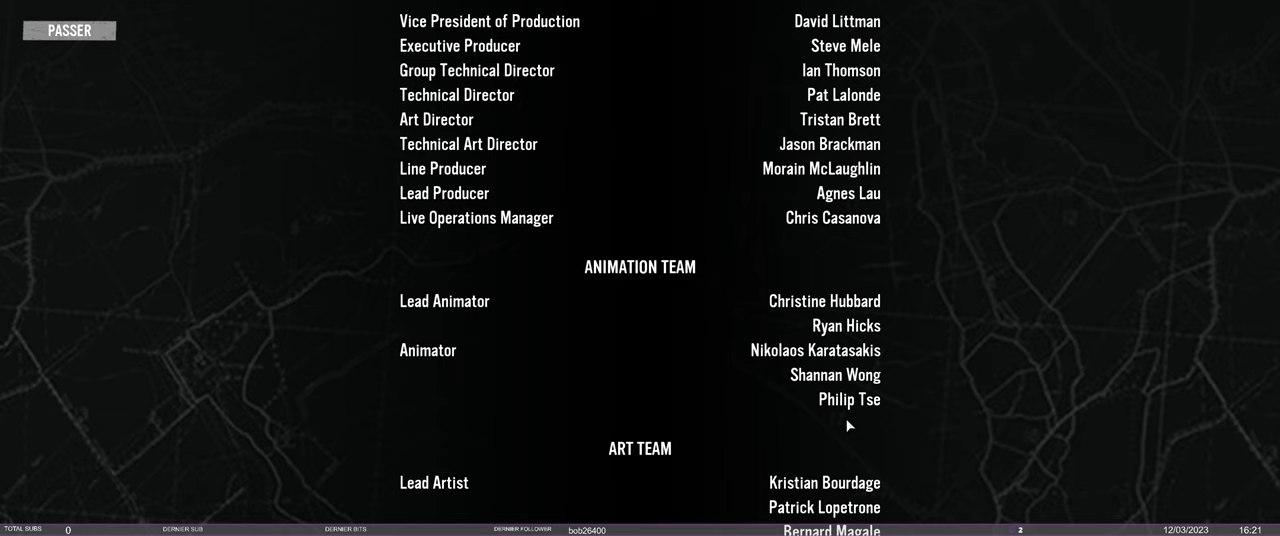 PASSER
Vice President of Production David Littman
Executive Producer Steve Mele
Group Technical Director Ian Thomson
Technical Director Pat Lalonde
Art Director Tristan Brett
Technical Art Director Jason Brackman
Line Producer Morain McLaughlin
Lead Producer Agnes Lau
Live Operations Manager Chris Casanova
ANIMATION TEAM
Lead Animator Christine Hubbard
Ryan Hicks
Animator Nikolaos Karatasakis
Shannan Wong
Philip Tse
ART TEAM
Lead Artist Kristian Bourdage
Patrick Lopetrone
Bernard Magale
TOTAL SUBS 0 DERNIER SUB DERNIER BITS DERNIER FOLLOWER bob26400 2 12/03/2023 16:21